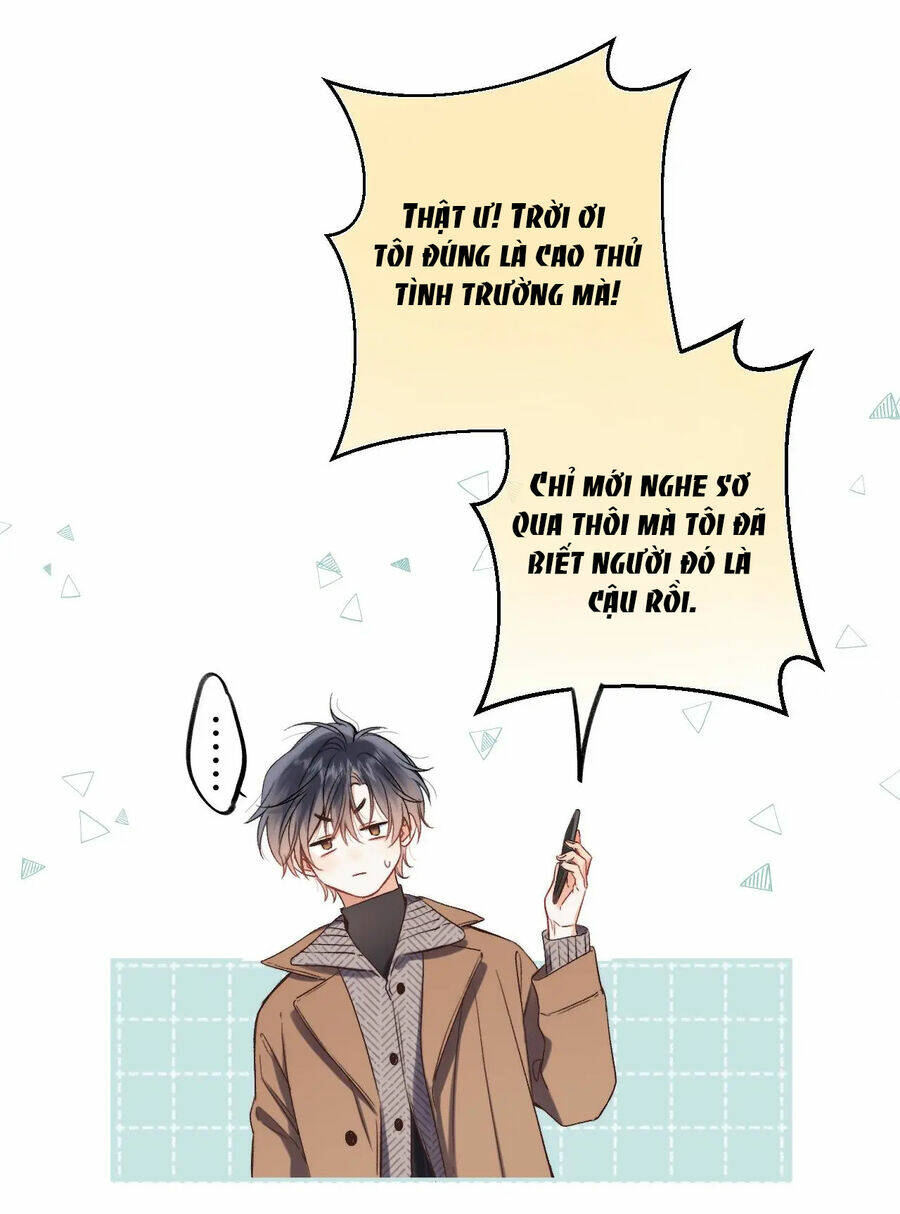 THẬT Ư! TRỜI ƠI
TÔI ĐÚNG LÀ CAO THỦ
TÌNH TRƯỜNG MÀ!
CHỈ MỚI NGHE SƠ
QUA THÔI MÀ TÔI ĐÃ
BIẾT NGƯỜI ĐÓ LÀ
CẬU RỒI.
......